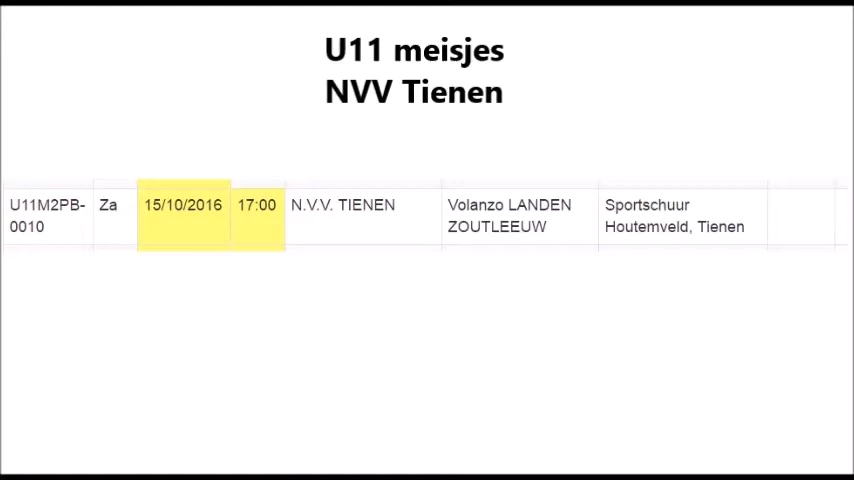 U11 meisjes
NVV Tienen
U11M2PB- Za 15/10/2016 17:00 N.V.V. TIENEN Volanzo LANDEN Sportschuur
0010 ZOUTLEEUW Houtemveld, Tienen